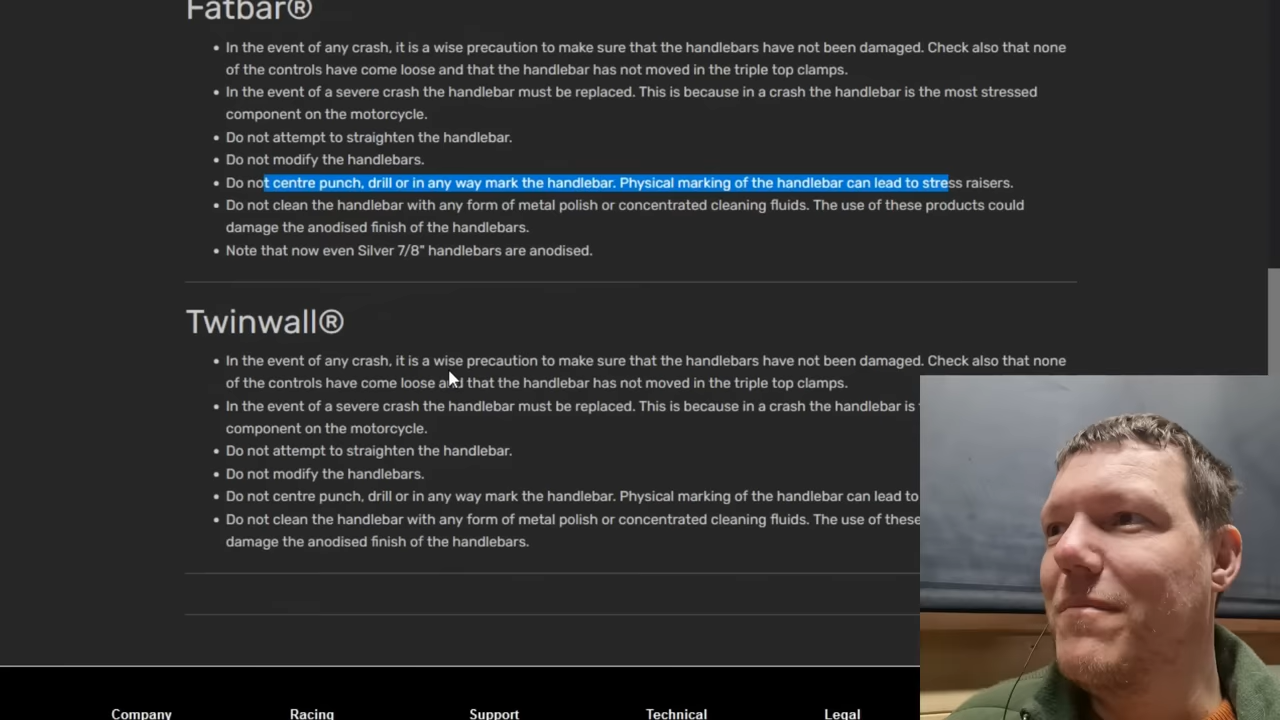 Fatbar®
• In the event of any crash, it is a wise precaution to make sure that the handlebars have not been damaged. Check also that none
of the controls have come loose and that the handlebar has not moved in the triple top clamps.
• In the event of a severe crash the handlebar must be replaced. This is because in a crash the handlebar is the most stressed
component on the motorcycle.
• Do not attempt to straighten the handlebar.
• Do not modify the handlebars.
• Do not centre punch, drill or in any way mark the handlebar. Physical marking of the handlebar can lead to stress raisers.
• Do not clean the handlebar with any form of metal polish or concentrated cleaning fluids. The use of these products could
damage the anodised finish of the handlebars.
• Note that now even Silver 7/8" handlebars are anodised.
Twinwall®
• In the event of any crash, it is a wise precaution to make sure that the handlebars have not been damaged. Check also that none
of the controls have come loose and that the handlebar has not moved in the triple top clamps.
• In the event of a severe crash the handlebar must be replaced. This is because in a crash the handlebar is
component on the motorcycle.
• Do not attempt to straighten the handlebar.
• Do not modify the handlebars.
• Do not centre punch, drill or in any way mark the handlebar. Physical marking of the handlebar can lead to
• Do not clean the handlebar with any form of metal polish or concentrated cleaning fluids. The use of these
damage the anodised finish of the handlebars.
Company Racing Support Technical Legal